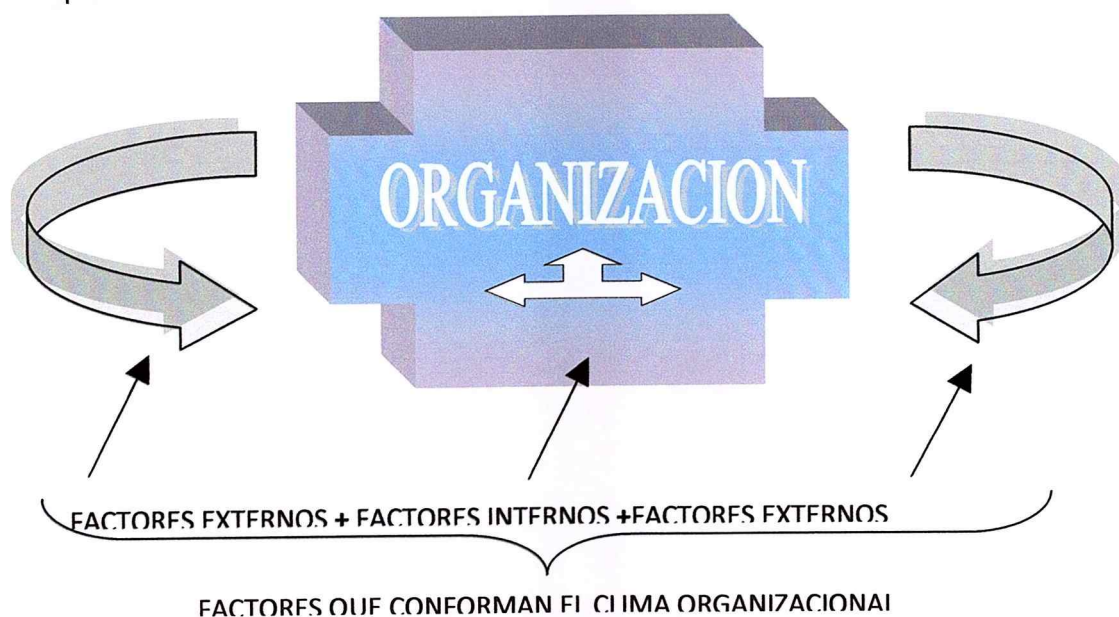 ORGANIZACION
FACTORES EXTERNOS + FACTORES INTERNOS +FACTORES EXTERNOS
FACTORES QUE CONFORMAN EL CLIMA ORGANIZACIONAL